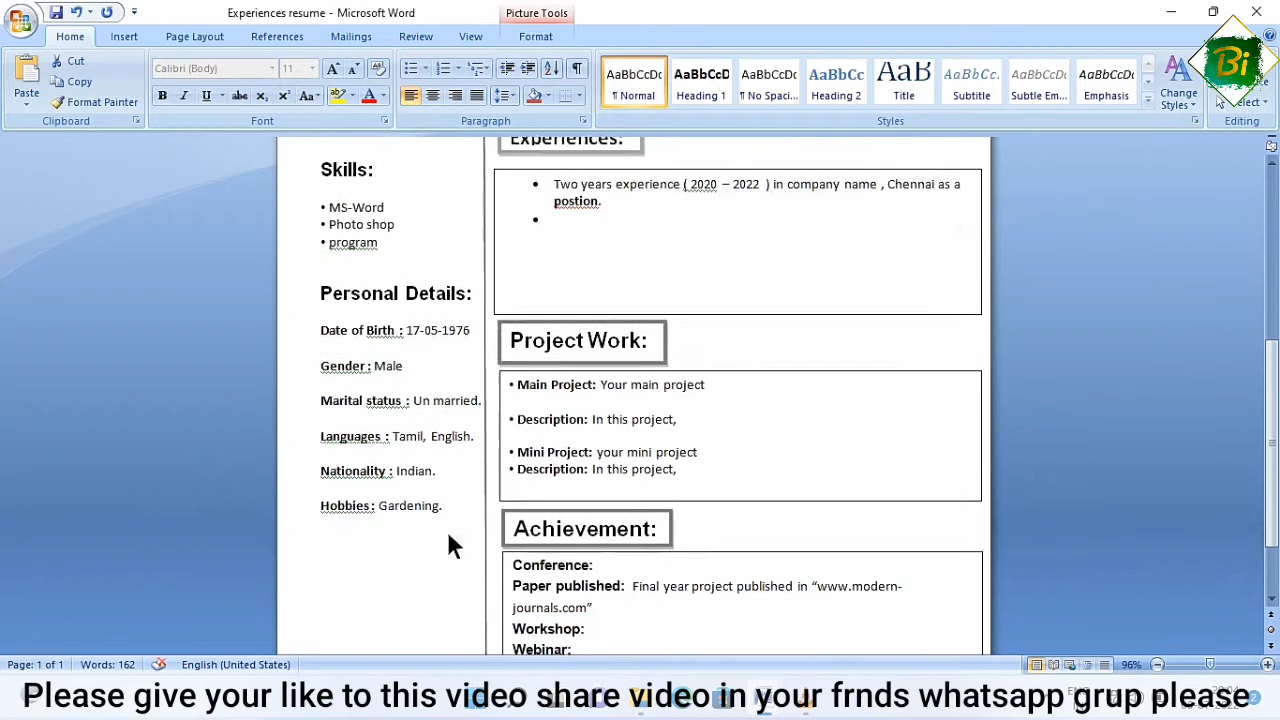 Experiences resume - Microsoft Word
Picture Tools
Home Insert Page Layout References Mailings Review View Format
Paste
Cut
Copy
Format Painter
Clipboard
Calibri (Body) 11
Font
Paragraph
AaBbCcDc AaBbCcD AaBbCcDc AaBbCc AaB AaBbCc. AaBbCcDc AaBbCcDc
¶ Normal Heading 1 ¶ No Spaci... Heading 2 Title Subtitle Subtle Em... Emphasis
Change Styles
Styles
Select
Editing
Bi
Skills:
• MS-Word
• Photo shop
• program
Personal Details:
Date of Birth : 17-05-1976
Gender : Male
Marital status : Un married.
Languages : Tamil, English.
Nationality : Indian.
Hobbies : Gardening.
Experiences:
• Two years experience ( 2020 – 2022 ) in company name , Chennai as a
postion.
•
Project Work:
• Main Project: Your main project
• Description: In this project,
• Mini Project: your mini project
• Description: In this project,
Achievement:
Conference:
Paper published: Final year project published in “www.modern-
journals.com”
Workshop:
Webinar:
Page: 1 of 1 Words: 162 English (United States) 96%
Please give your like to this video share video in your frnds whatsapp grup please